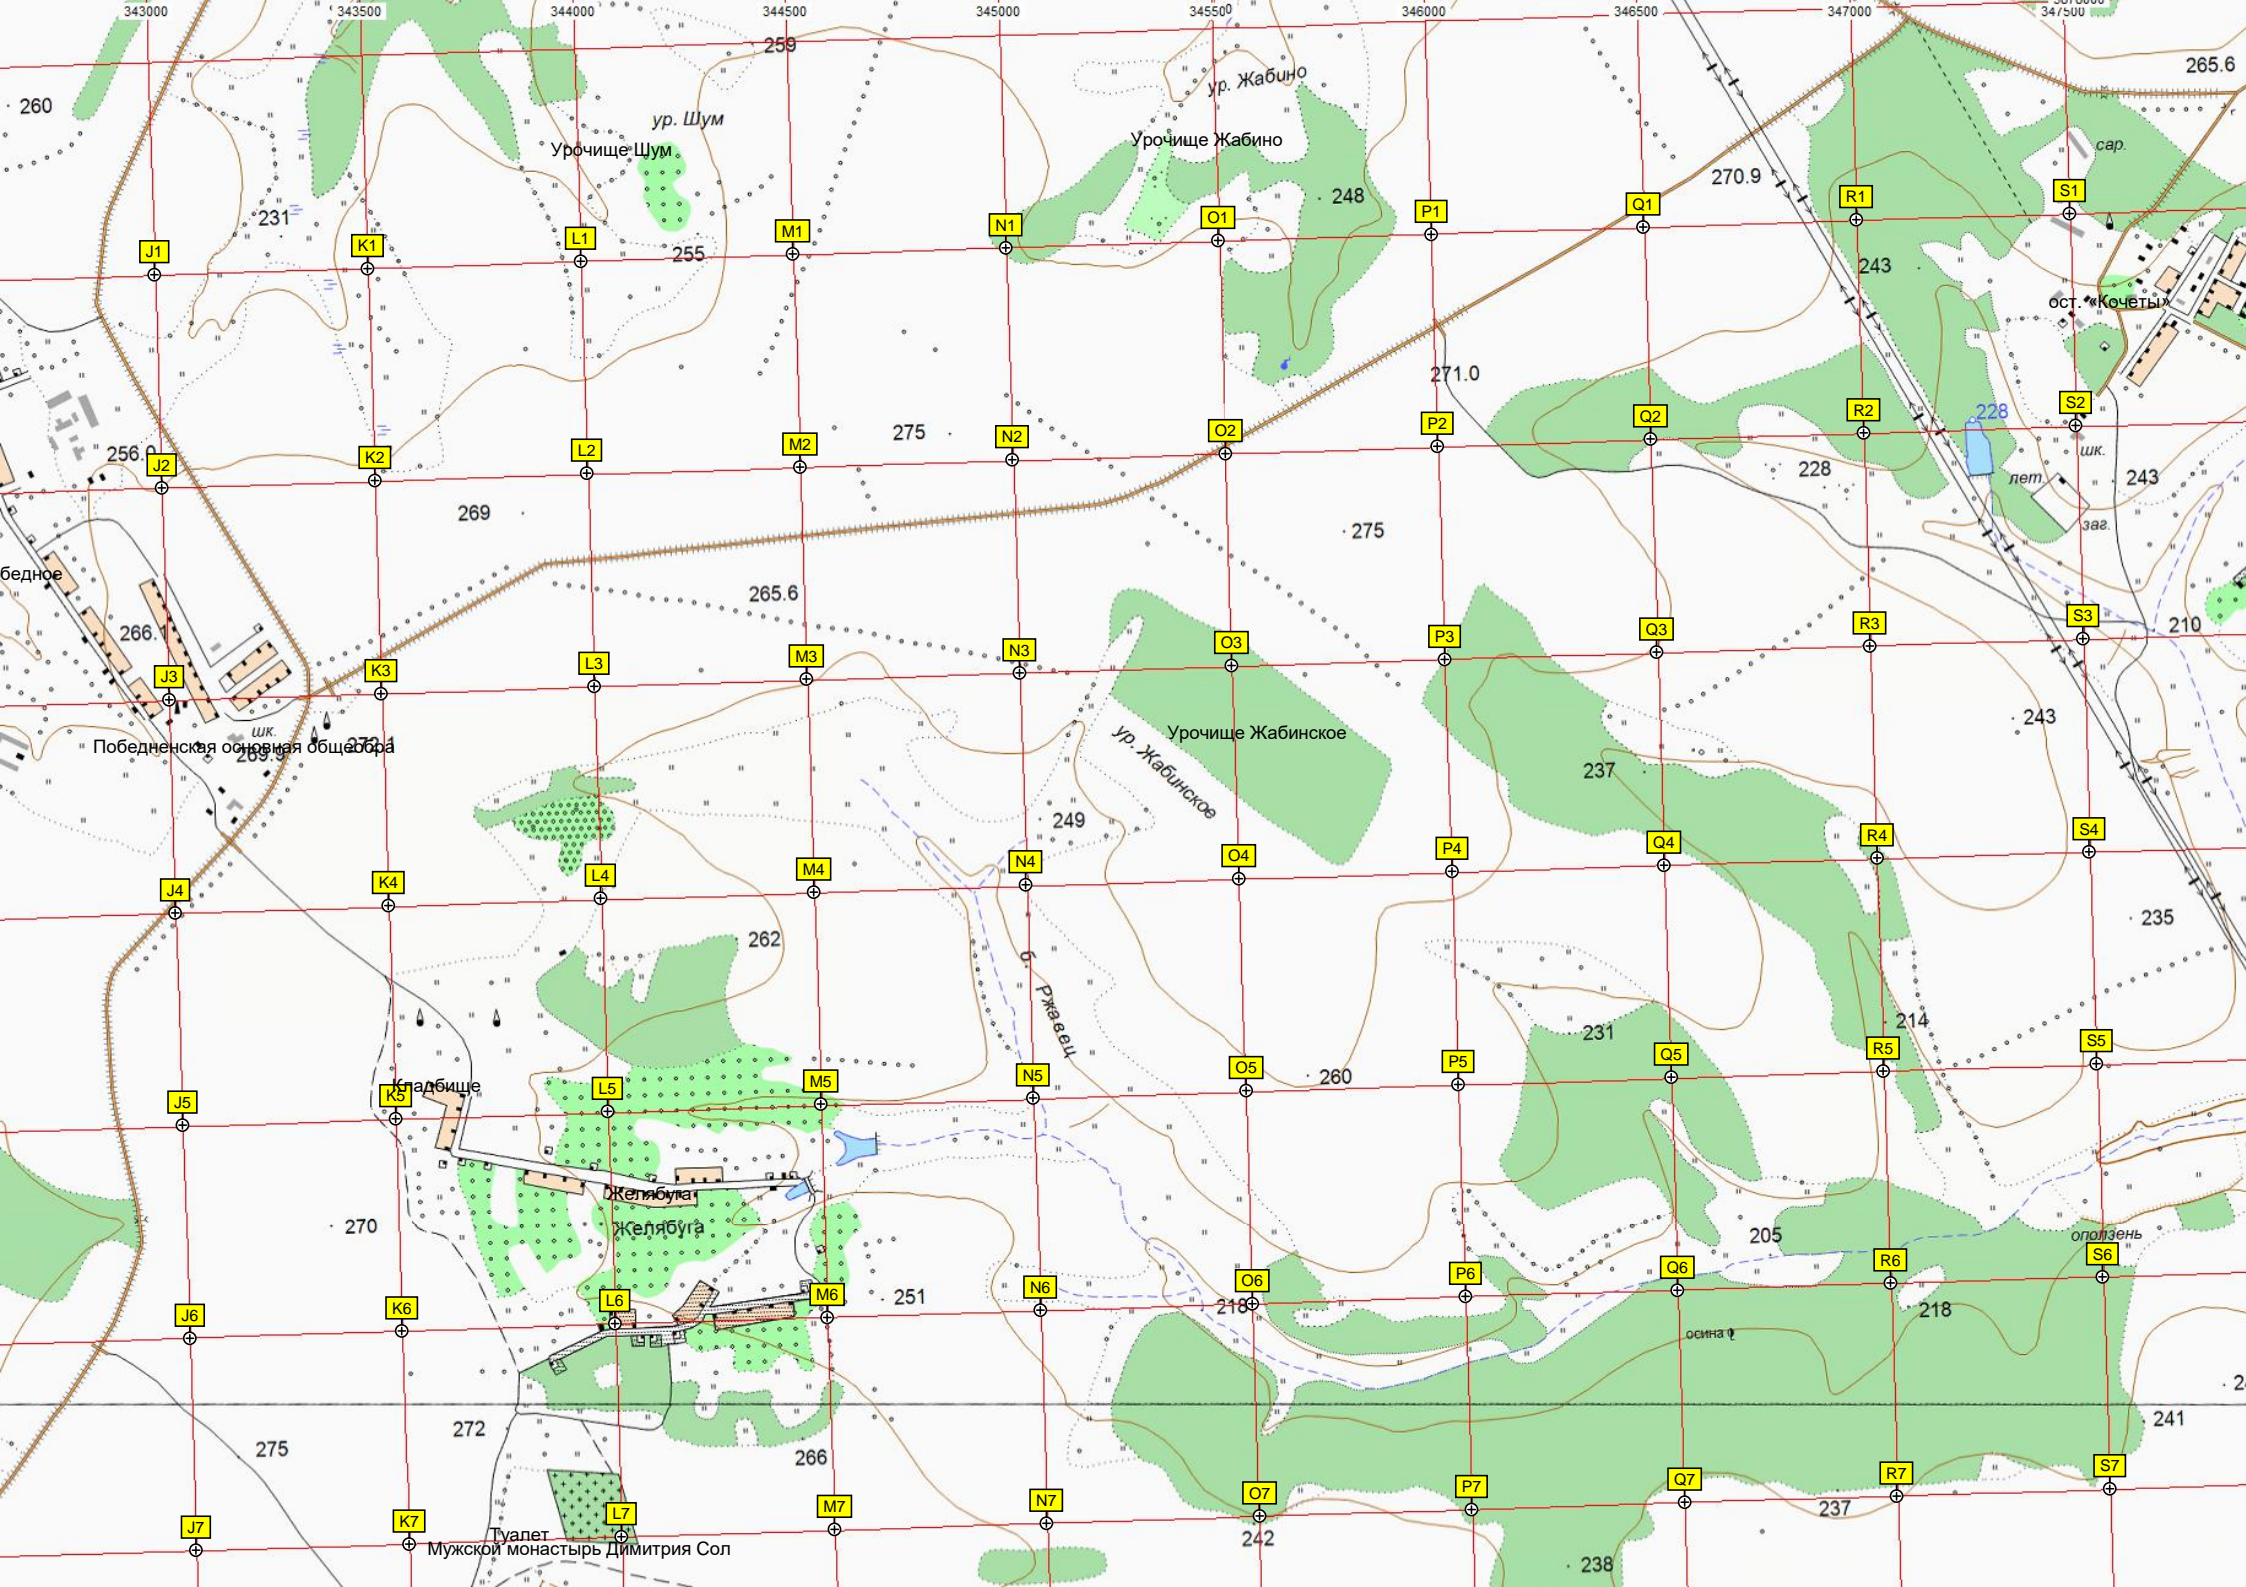 343000 343500 344000 344500 345000 345500 346000 346500 347000 347500
259
ур. Жабино
265.6
260
ур. Шум
Урочище Шум
Урочище Жабино
сар.
270.9
248
231
255
J1 K1 L1 M1 N1 O1 P1 Q1 R1 S1
243
ост. «Кочеты»
271.0
228
275
256.0
J2 K2 L2 M2 N2 O2 P2 Q2 R2 S2
шк.
228
лет.
243
269
заг.
275
бедное
265.6
266.1
210
J3 K3 L3 M3 N3 O3 P3 Q3 R3 S3
243
шк.
Урочище Жабинское
Победненская основная общеобра
272.1
269.9
ур. Жабинское
237
249
J4 K4 L4 M4 N4 O4 P4 Q4 R4 S4
235
262
б. Ржавец
214
231
260
Кладбище
J5 K5 L5 M5 N5 O5 P5 Q5 R5 S5
Желябуга
Желябуга
270
205
оползень
J6 K6 L6 M6 N6 O6 P6 Q6 R6 S6
251
218
218
осина
241
272
275
266
J7 K7 L7 M7 N7 O7 P7 Q7 R7 S7
237
Туалет
242
Мужской монастырь Димитрия Сол
238